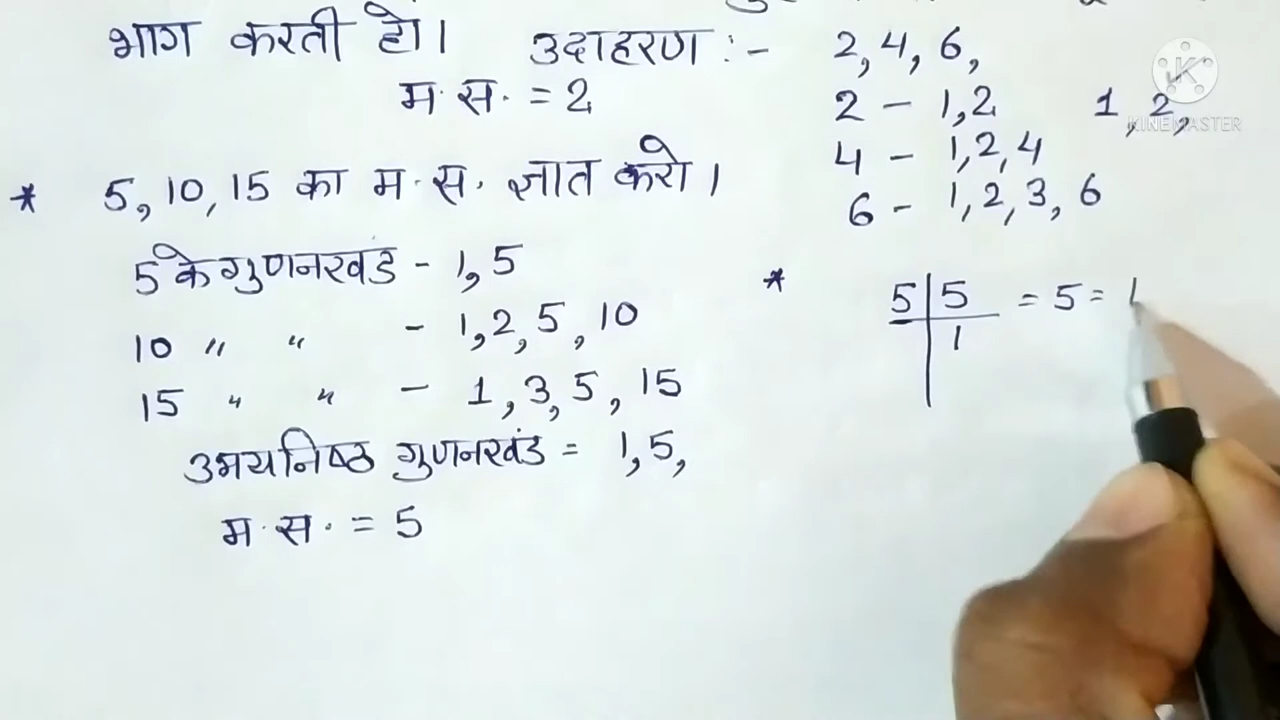 भाग करती हो।
उदाहरण :- 2, 4, 6,
म. स. = 2
2 - 1,2
1, 2,
4 - 1,2,4
6 - 1,2,3,6
* 5, 10, 15 का म. स. ज्ञात करो।
5 के गुणनखंड - 1, 5
10 " " - 1, 2, 5, 10
15 " " - 1, 3, 5, 15
उभयनिष्ठ गुणनखंड = 1, 5,
म. स. = 5
* 5 | 5 = 5 = 1
1
KINEMASTER